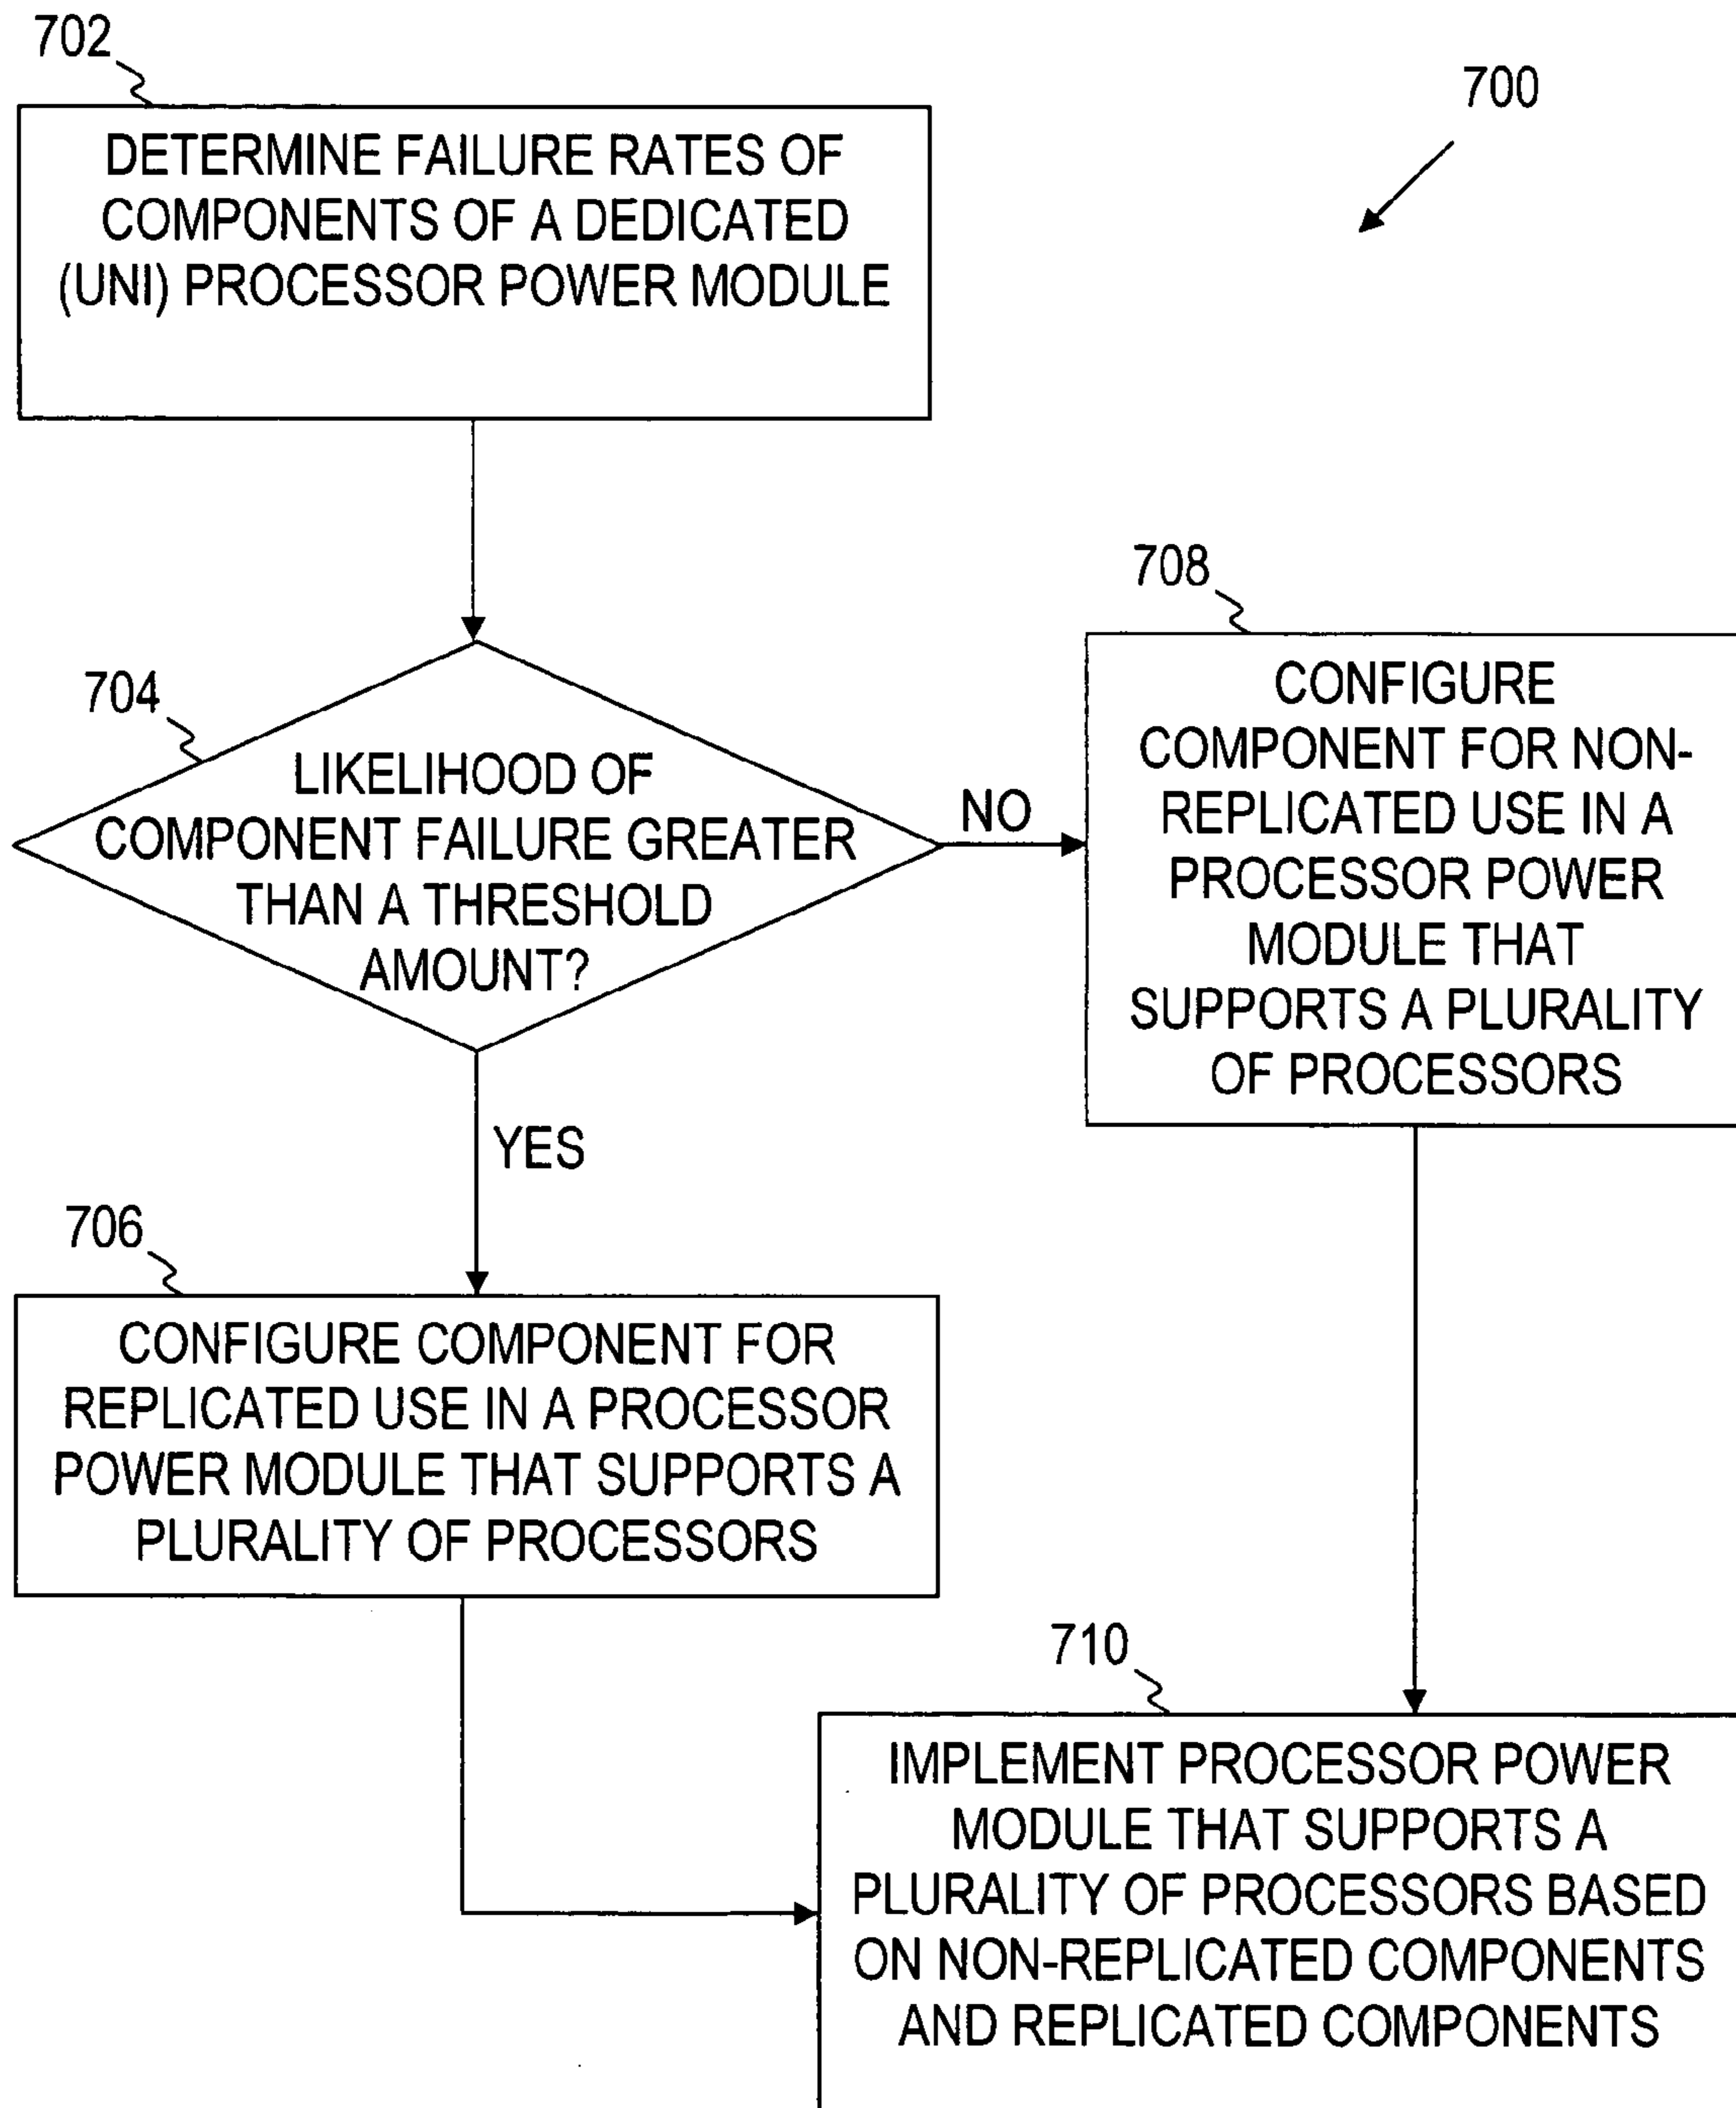 702
700
DETERMINE FAILURE RATES OF
COMPONENTS OF A DEDICATED
(UNI) PROCESSOR POWER MODULE
704
LIKELIHOOD OF
COMPONENT FAILURE GREATER
THAN A THRESHOLD
AMOUNT?
NO
708
CONFIGURE
COMPONENT FOR NON-
REPLICATED USE IN A
PROCESSOR POWER
MODULE THAT
SUPPORTS A PLURALITY
OF PROCESSORS
YES
706
CONFIGURE COMPONENT FOR
REPLICATED USE IN A PROCESSOR
POWER MODULE THAT SUPPORTS A
PLURALITY OF PROCESSORS
710
IMPLEMENT PROCESSOR POWER
MODULE THAT SUPPORTS A
PLURALITY OF PROCESSORS BASED
ON NON-REPLICATED COMPONENTS
AND REPLICATED COMPONENTS